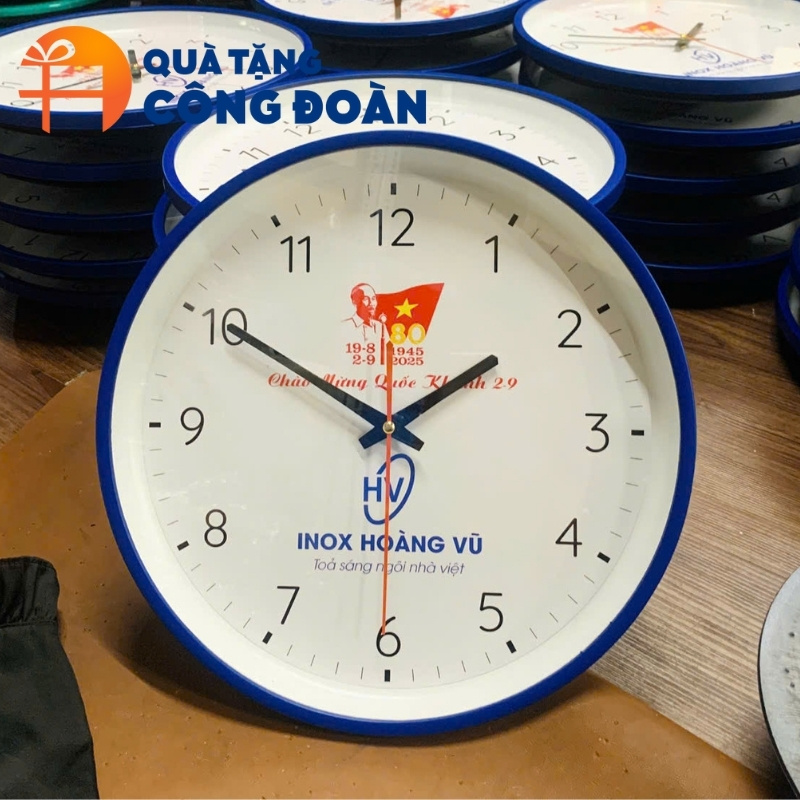 QUÀ TẶNG
CÔNG ĐOÀN
HOÀNG VŨ
12
11
1
10
2
80
19-8 1945
2-9 2025
Chào Mừng Quốc Khánh 2-9
9
3
HV
INOX HOÀNG VŨ
Toả sáng ngôi nhà việt
8
4
7
5
6